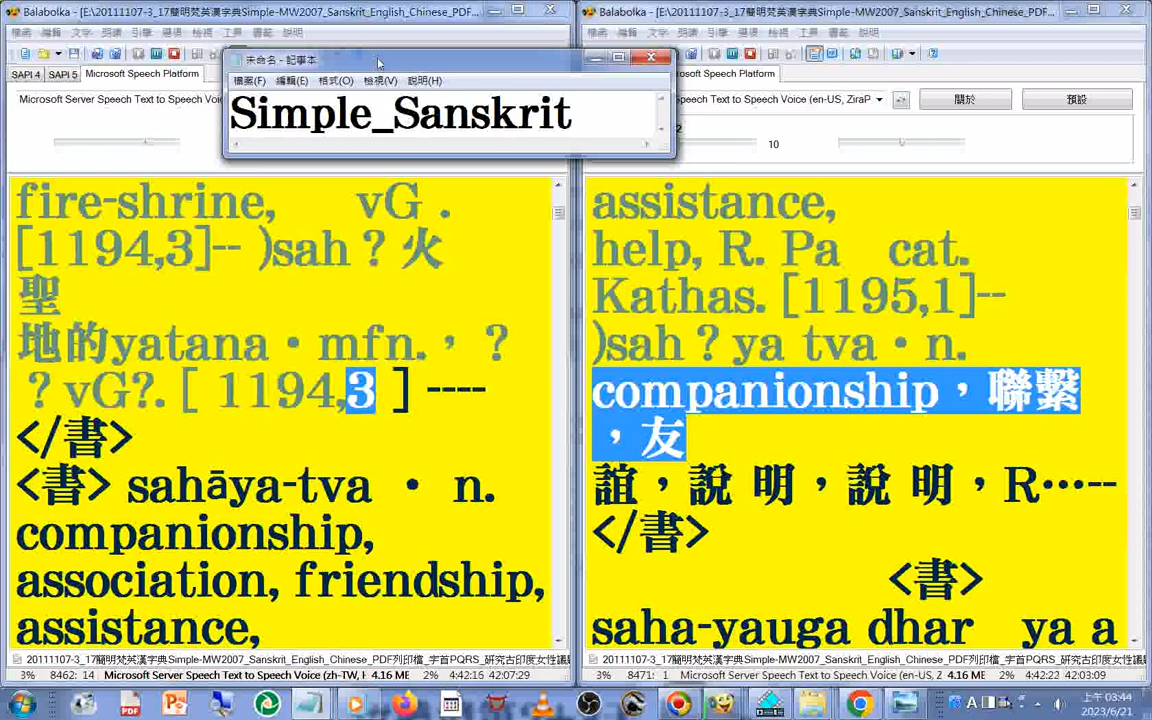 Balabolka - [E:\20111107-3_17簡明梵英漢字典Simple-MW2007_Sanskrit_English_Chinese_PDF...
Balabolka - [E:\20111107-3_17簡明梵英漢字典Simple-MW2007_Sanskrit_English_Chinese_PDF...
未命名 - 記事本
檔案(F) 編輯(E) 格式(O) 檢視(V) 說明(H)
Simple_Sanskrit
SAPI 4 SAPI 5 Microsoft Speech Platform
Platform
Microsoft Server Speech Text to Speech Voi
Speech Text to Speech Voice (en-US, ZiraP
關於
預設
2
10
fire-shrine, vG .
[1194,3]-- )sah ? 火
聖
地的yatana・mfn.，?
? vG?. [ 1194,3 ] ----
</書>
<書> sahāya-tva ・ n.
companionship,
association, friendship,
assistance,
assistance,
help, R. Pa cat.
Kathas. [1195,1]--
)sah ? ya tva・n.
companionship，聯繫
，友
誼，說 明，說 明，R…--
</書>
<書>
saha-yauga dhar ya a
20111107-3_17簡明梵英漢字典Simple-MW2007_Sanskrit_English_Chinese_PDF列印檔_字首PQRS_研究古印度女性議
20111107-3_17簡明梵英漢字典Simple-MW2007_Sanskrit_English_Chinese_PDF列印檔_字首PQRS_研究古印度女性議
3% 8462: 14 Microsoft Server Speech Text to Speech Voice (zh-TW, 4.16 MB 2% 4:42:16 42:07:29
3% 8471: Microsoft Server Speech Text to Speech Voice (en-US, 4.16 MB 2% 4:42:15 42:03:09
上午 03:44
2023/6/21